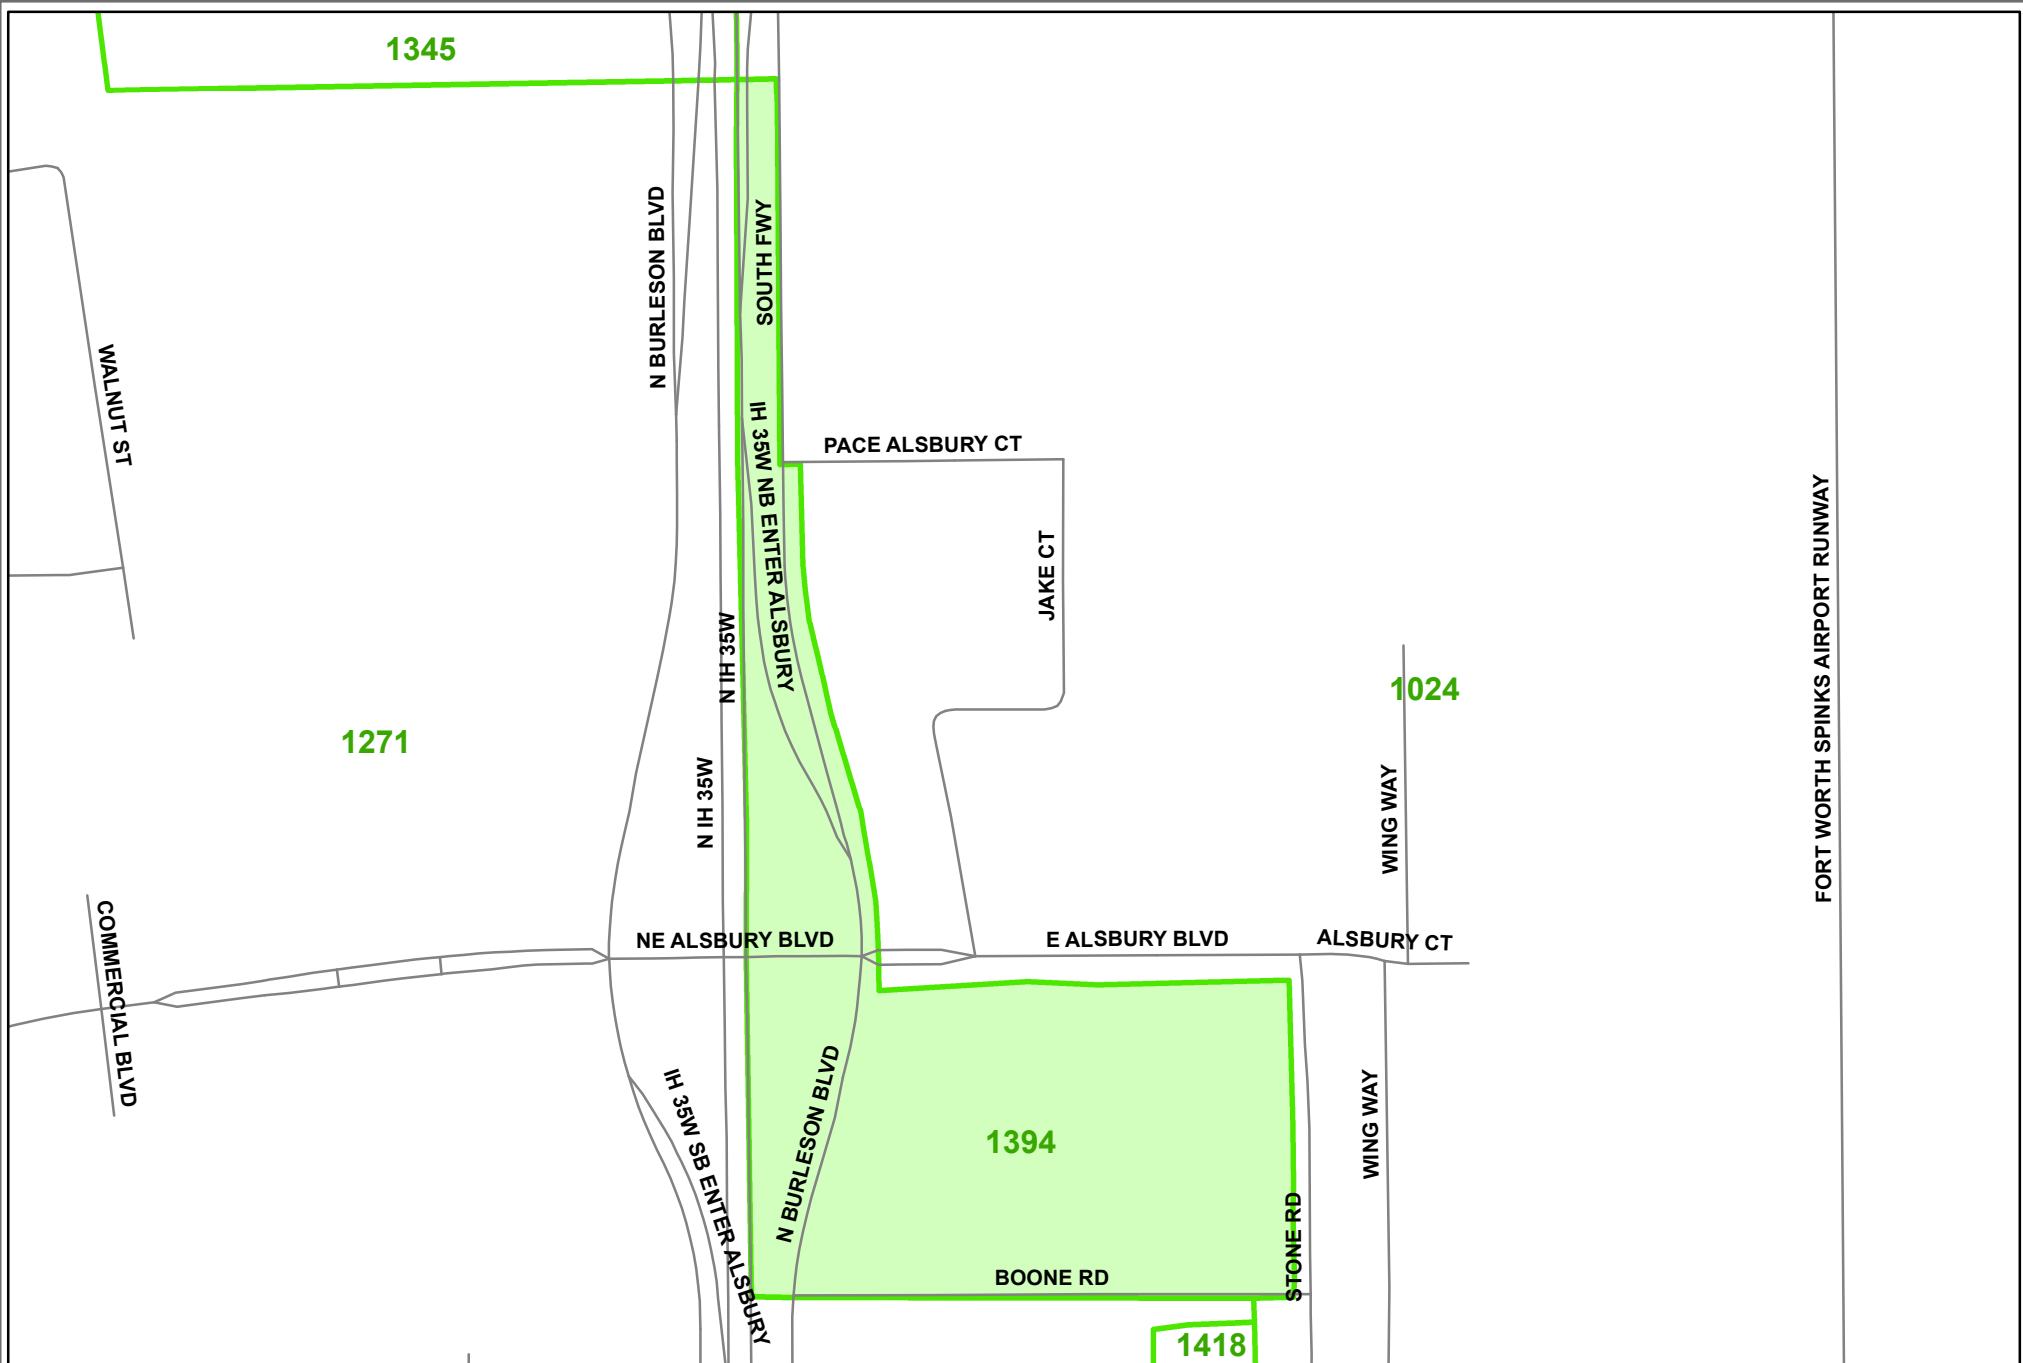 1345
N BURLESON BLVD
SOUTH FWY
WALNUT ST
IH 35W NB ENTER ALSBURY
PACE ALSBURY CT
JAKE CT
FORT WORTH SPINKS AIRPORT RUNWAY
N IH 35W
1024
1271
N IH 35W
WING WAY
COMMERCIAL BLVD
NE ALSBURY BLVD
E ALSBURY BLVD
ALSBURY CT
IH 35W SB ENTER ALSBURY
N BURLESON BLVD
1394
WING WAY
STONE RD
BOONE RD
1418